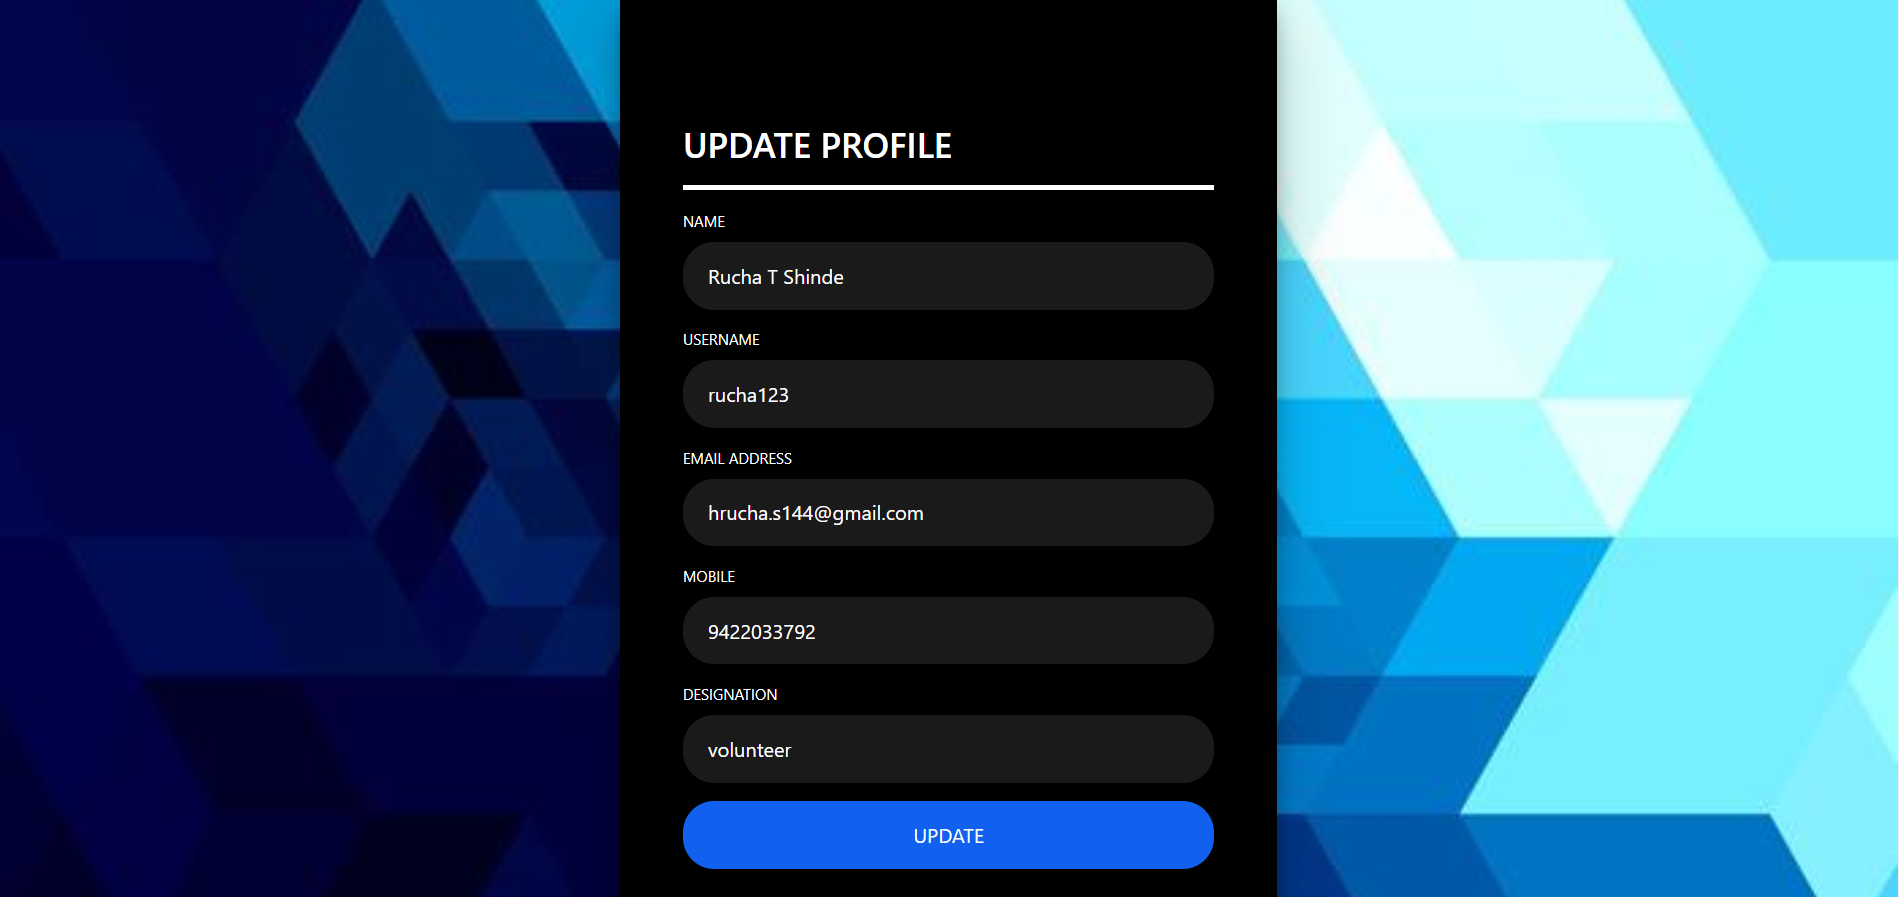 UPDATE PROFILE
NAME
Rucha T Shinde
USERNAME
rucha123
EMAIL ADDRESS
hrucha.s144@gmail.com
MOBILE
9422033792
DESIGNATION
volunteer
UPDATE